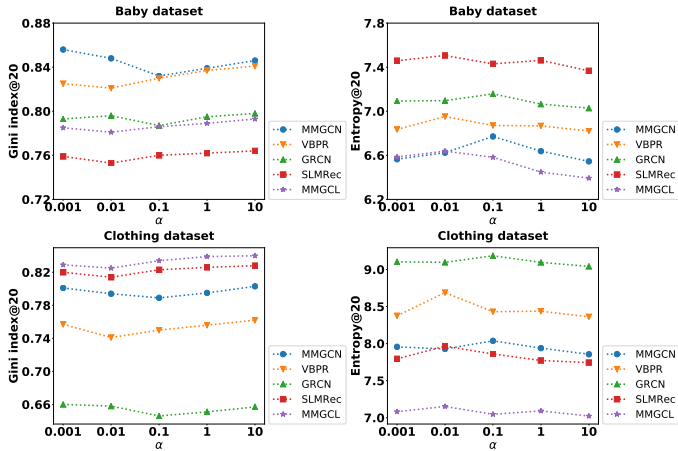 Baby dataset
Gini index@20
0.88
0.84
0.80
0.76
0.72
0.001 0.01 0.1 1 10
α
MMGCN
VBPR
GRCN
SLMRec
MMGCL
Baby dataset
Entropy@20
7.8
7.4
7.0
6.6
6.2
0.001 0.01 0.1 1 10
α
MMGCN
VBPR
GRCN
SLMRec
MMGCL
Clothing dataset
Gini index@20
0.82
0.78
0.74
0.70
0.66
0.001 0.01 0.1 1 10
α
MMGCN
VBPR
GRCN
SLMRec
MMGCL
Clothing dataset
Entropy@20
9.0
8.5
8.0
7.5
7.0
0.001 0.01 0.1 1 10
α
MMGCN
VBPR
GRCN
SLMRec
MMGCL